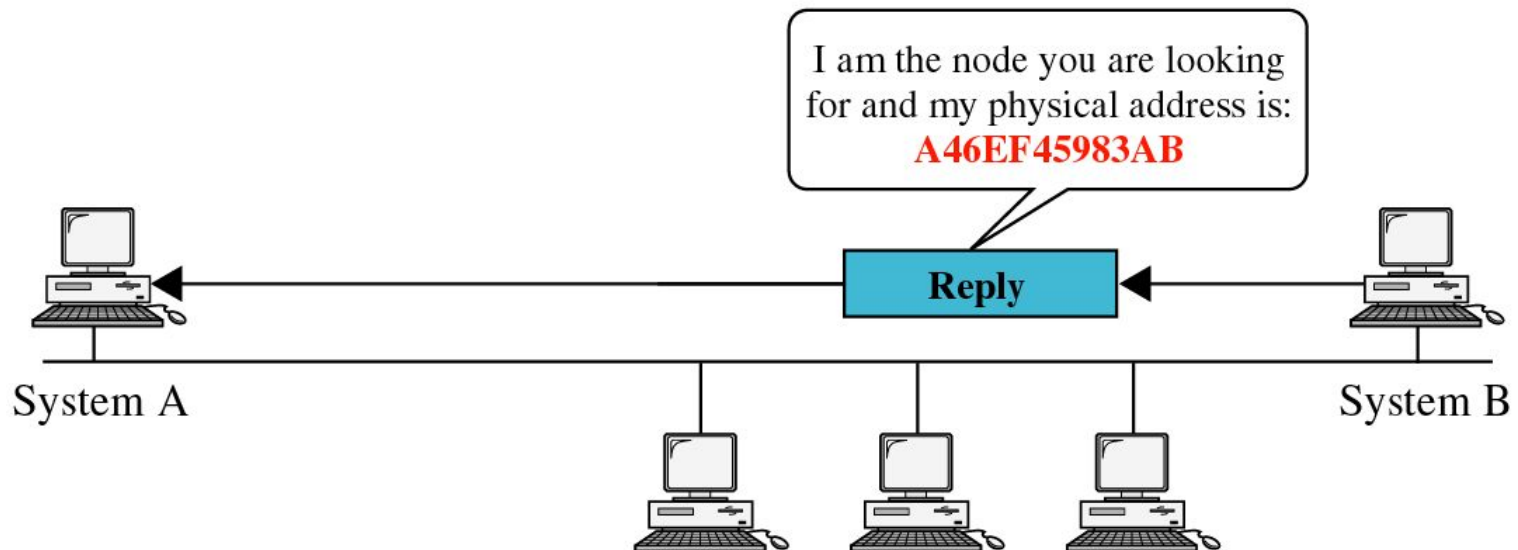 I am the node you are looking
for and my physical address is:
A46EF45983AB
Reply
System A
System B